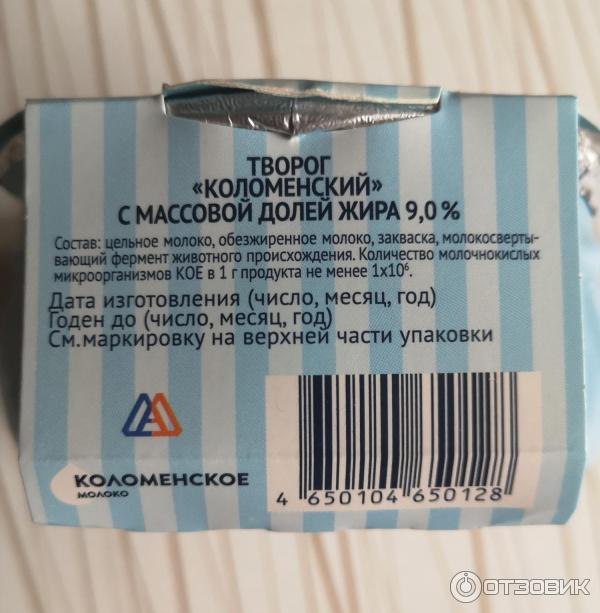 ТВОРОГ
«КОЛОМЕНСКИЙ»
С МАССОВОЙ ДОЛЕЙ ЖИРА 9,0 %
Состав: цельное молоко, обезжиренное молоко, закваска, молокосверты-
вающий фермент животного происхождения. Количество молочнокислых
микроорганизмов КОЕ в 1 г продукта не менее 1х10⁶.
Дата изготовления (число, месяц, год)
Годен до (число, месяц, год)
См.маркировку на верхней части упаковки
КОЛОМЕНСКОЕ
МОЛОКО
4 650104 650128
ОТЗОВИК